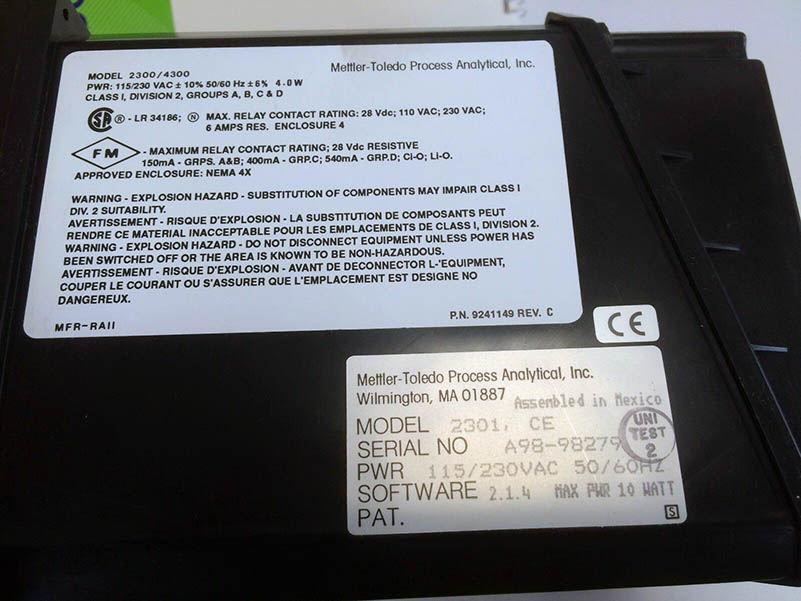 MODEL 2300/4300
Mettler-Toledo Process Analytical, Inc.
PWR: 115/230 VAC ± 10% 50/60 Hz ± 6% 4.0W
CLASS I, DIVISION 2, GROUPS A, B, C & D
SA ® - LR 34186; Ⓝ MAX. RELAY CONTACT RATING: 28 Vdc; 110 VAC; 230 VAC;
6 AMPS RES. ENCLOSURE 4
FM - MAXIMUM RELAY CONTACT RATING; 28 Vdc RESISTIVE
150mA - GRPS. A&B; 400mA - GRP.C; 540mA - GRP.D; Ci-O; Li-O.
APPROVED ENCLOSURE: NEMA 4X
WARNING - EXPLOSION HAZARD - SUBSTITUTION OF COMPONENTS MAY IMPAIR CLASS I
DIV. 2 SUITABILITY.
AVERTISSEMENT - RISQUE D'EXPLOSION - LA SUBSTITUTION DE COMPOSANTS PEUT
RENDRE CE MATERIAL INACCEPTABLE POUR LES EMPLACEMENTS DE CLASS I, DIVISION 2.
WARNING - EXPLOSION HAZARD - DO NOT DISCONNECT EQUIPMENT UNLESS POWER HAS
BEEN SWITCHED OFF OR THE AREA IS KNOWN TO BE NON-HAZARDOUS.
AVERTISSEMENT - RISQUE D'EXPLOSION - AVANT DE DECONNECTOR L-'EQUIPMENT,
COUPER LE COURANT OU S'ASSURER QUE L'EMPLACEMENT EST DESIGNE NO
DANGEREUX.
MFR-RAII
P.N. 9241149 REV. C
CE
Mettler-Toledo Process Analytical, Inc.
Wilmington, MA 01887 Assembled in Mexico
MODEL 2301, CE
SERIAL NO A98-98279
UNI
TEST
2
PWR 115/230VAC 50/60HZ
SOFTWARE 2.1.4 MAX PWR 10 WATT
PAT.
S